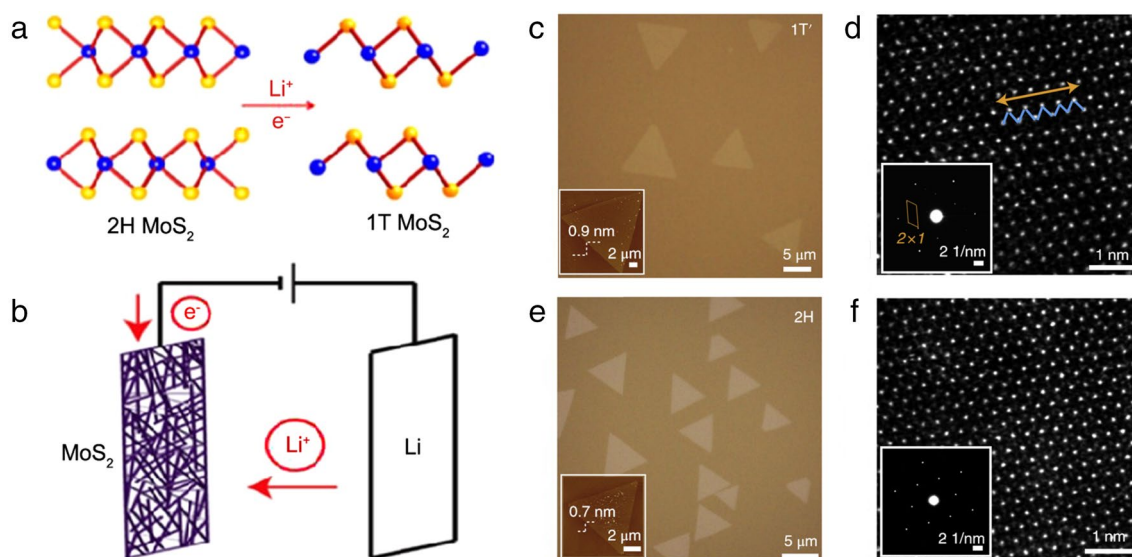 a
Li⁺
e⁻
2H MoS₂
1T MoS₂
b
e⁻
Li⁺
MoS₂
Li
c
1T′
0.9 nm
2 μm
5 μm
d
2×1
2 1/nm
1 nm
e
2H
0.7 nm
2 μm
5 μm
f
2 1/nm
1 nm